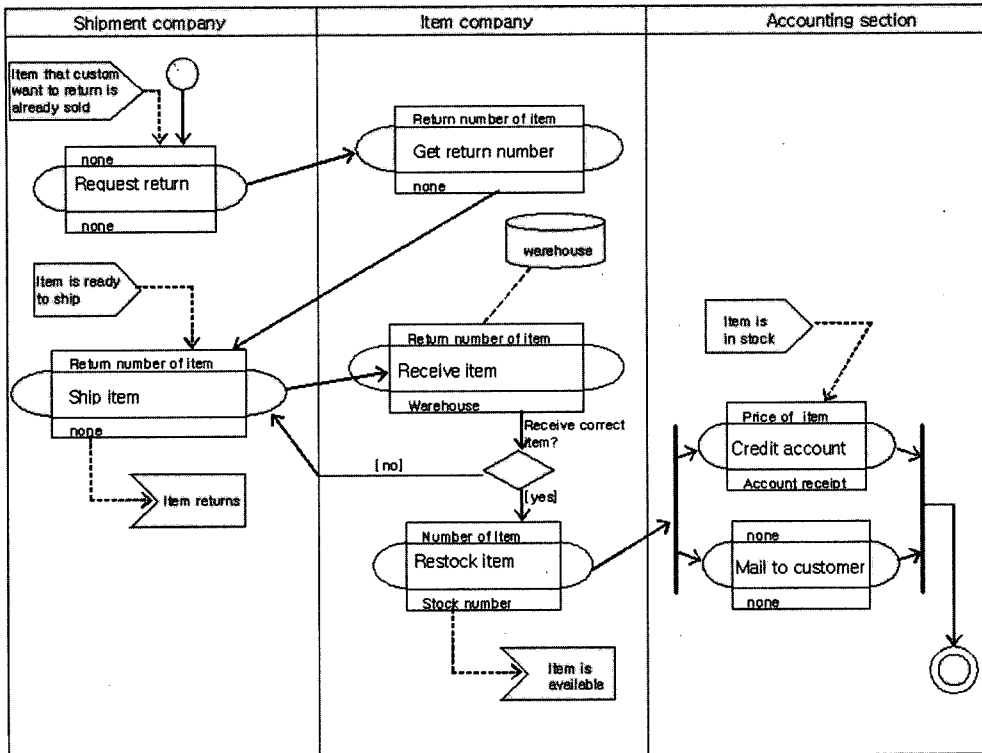 Shipment company
Item company
Accounting section
Item that custom
want to return is
already sold
none
Request return
none
Return number of item
Get return number
none
warehouse
Item is ready
to ship
Return number of item
Ship item
none
Item returns
Return number of item
Receive item
Warehouse
Receive correct
item?
[ no]
[yes]
Number of item
Restock item
Stock number
Item is
available
Item is
in stock
Price of item
Credit account
Account receipt
none
Mail to customer
none